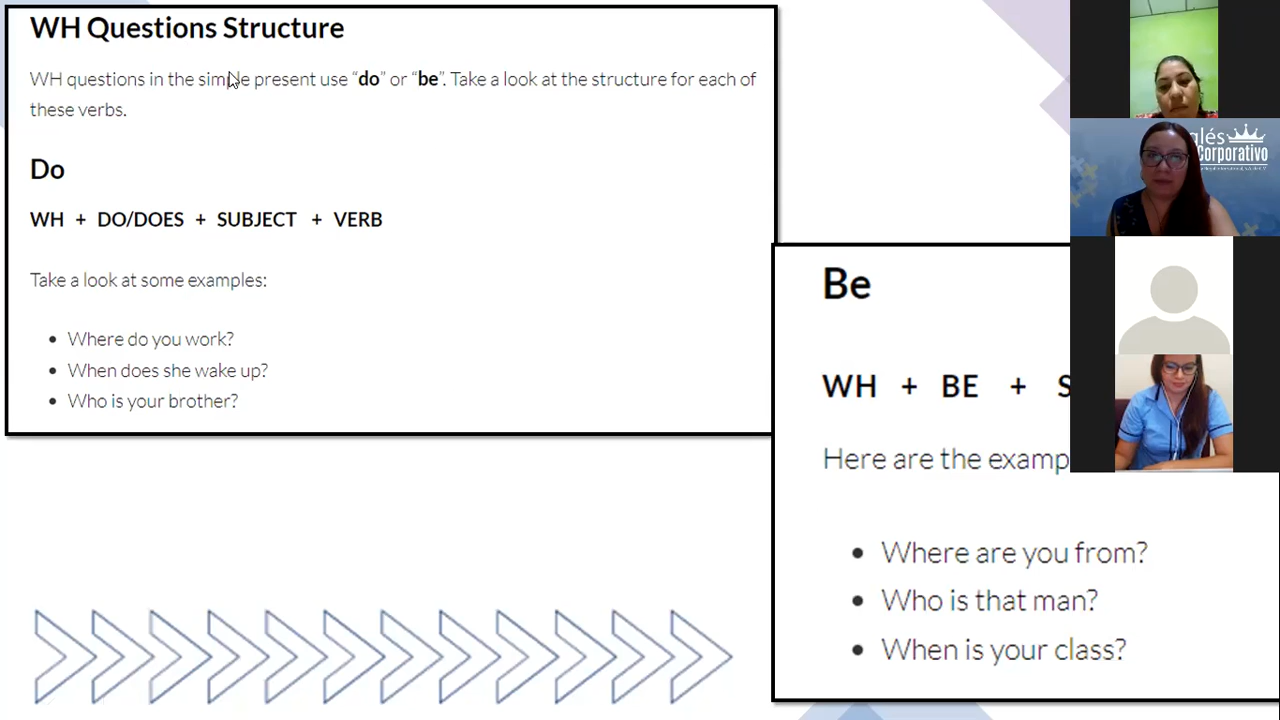 WH Questions Structure
WH questions in the simple present use “do” or “be”. Take a look at the structure for each of
these verbs.
Do
WH + DO/DOES + SUBJECT + VERB
Take a look at some examples:
• Where do you work?
• When does she wake up?
• Who is your brother?
Be
WH + BE + S
Here are the examp
• Where are you from?
• Who is that man?
• When is your class?
glés
Corporativo